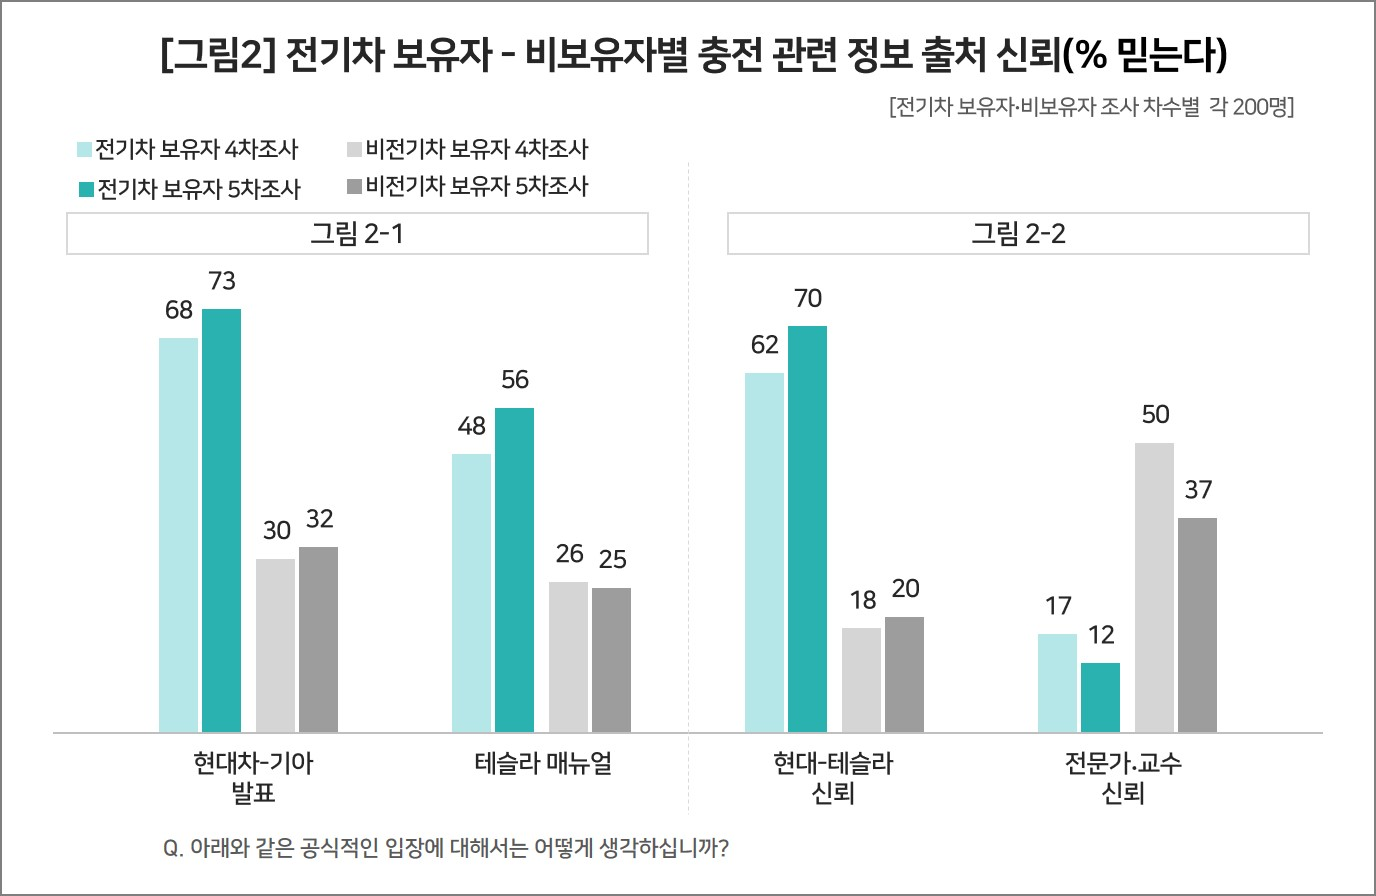 [그림2] 전기차 보유자 - 비보유자별 충전 관련 정보 출처 신뢰(% 믿는다)
[전기차 보유자·비보유자 조사 차수별 각 200명]
전기차 보유자 4차조사
비전기차 보유자 4차조사
전기차 보유자 5차조사
비전기차 보유자 5차조사
그림 2-1
그림 2-2
68
73
30
32
48
56
26
25
62
70
18
20
17
12
50
37
현대차-기아
발표
테슬라 매뉴얼
현대-테슬라
신뢰
전문가.교수
신뢰
Q. 아래와 같은 공식적인 입장에 대해서는 어떻게 생각하십니까?